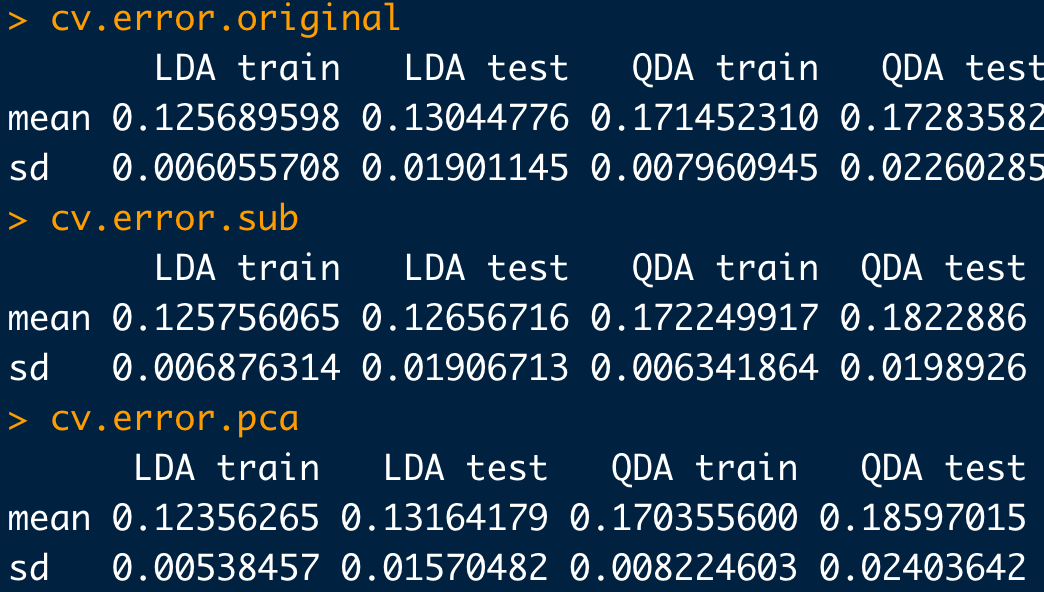 > cv.error.original
LDA train LDA test QDA train QDA test
mean 0.125689598 0.13044776 0.171452310 0.17283582
sd 0.006055708 0.01901145 0.007960945 0.02260285
> cv.error.sub
LDA train LDA test QDA train QDA test
mean 0.125756065 0.12656716 0.172249917 0.1822886
sd 0.006876314 0.01906713 0.006341864 0.0198926
> cv.error.pca
LDA train LDA test QDA train QDA test
mean 0.12356265 0.13164179 0.170355600 0.18597015
sd 0.00538457 0.01570482 0.008224603 0.02403642